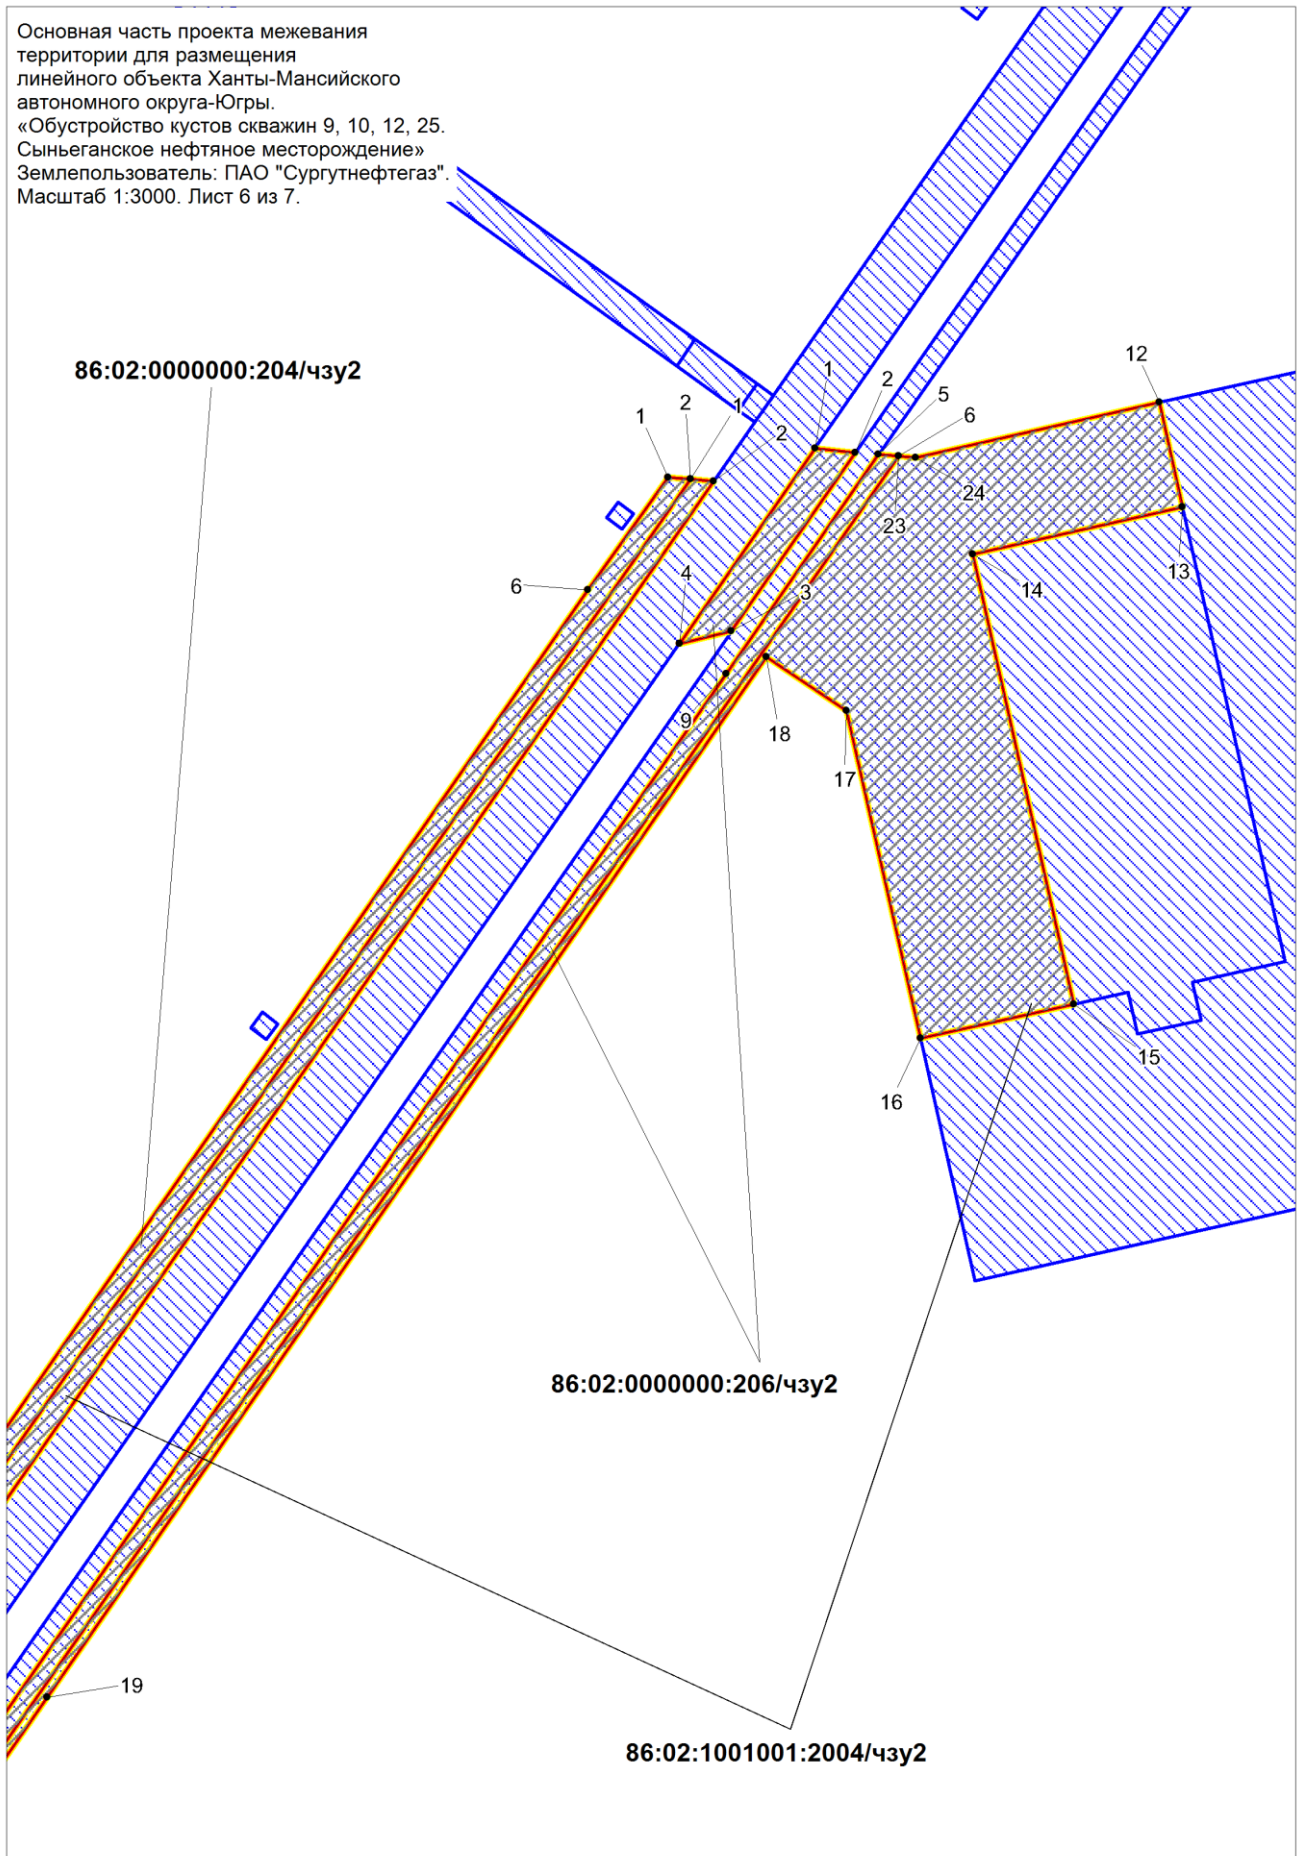 Основная часть проекта межевания
территории для размещения
линейного объекта Ханты-Мансийского
автономного округа-Югры.
«Обустройство кустов скважин 9, 10, 12, 25.
Сыньеганское нефтяное месторождение»
Землепользователь: ПАО "Сургутнефтегаз".
Масштаб 1:3000. Лист 6 из 7.
12
86:02:0000000:204/чзу2
1
2
1
2
1
2
5
6
24
23
13
14
6
4
3
9
18
17
15
16
86:02:0000000:206/чзу2
19
86:02:1001001:2004/чзу2